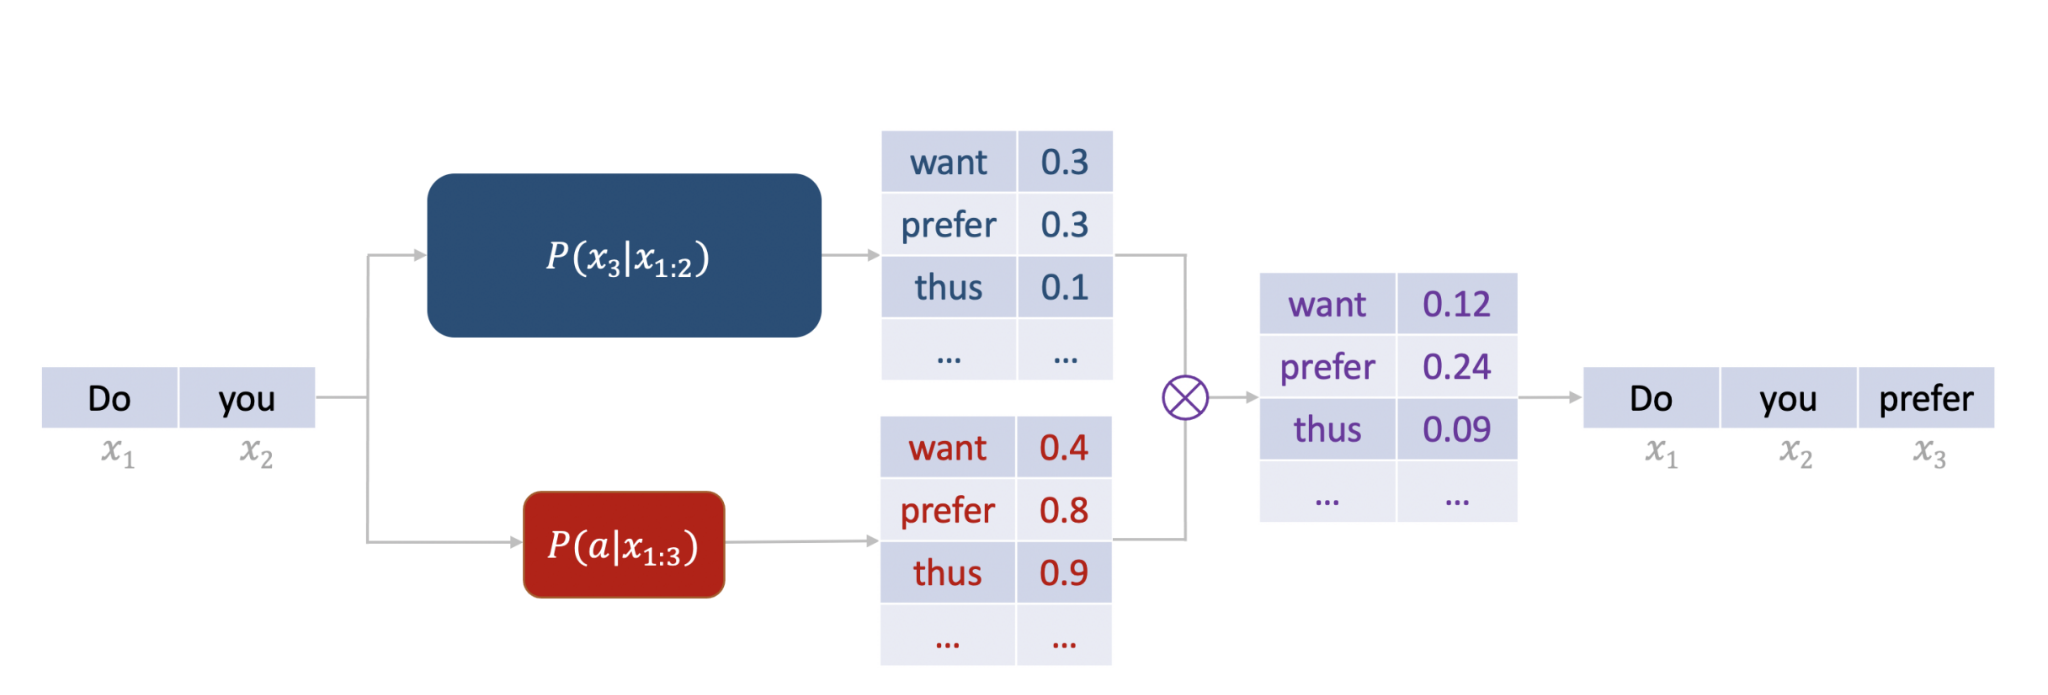 Do you
x₁ x₂
P(x₃|x₁:₂)
want 0.3
prefer 0.3
thus 0.1
... ...
P(a|x₁:₃)
want 0.4
prefer 0.8
thus 0.9
... ...
want 0.12
prefer 0.24
thus 0.09
... ...
Do you prefer
x₁ x₂ x₃